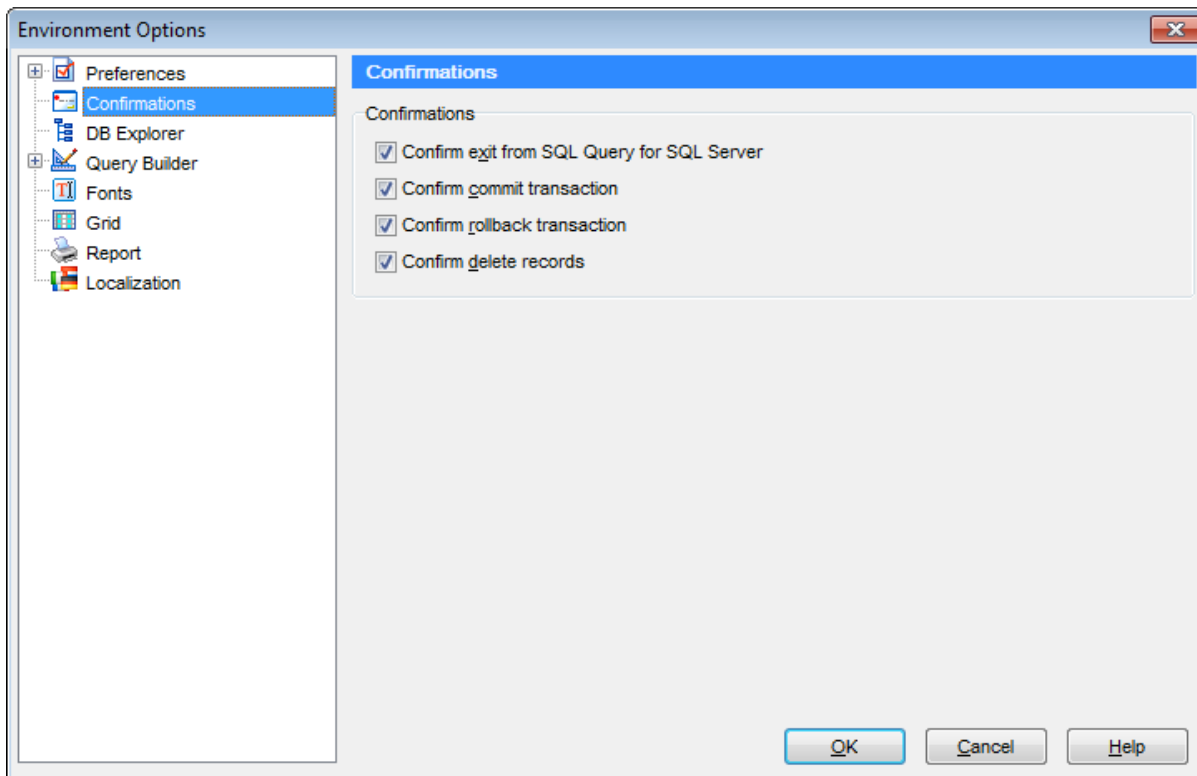 Environment Options
Preferences
Confirmations
DB Explorer
Query Builder
Fonts
Grid
Report
Localization
Confirmations
Confirmations
Confirm exit from SQL Query for SQL Server
Confirm commit transaction
Confirm rollback transaction
Confirm delete records
OK
Cancel
Help